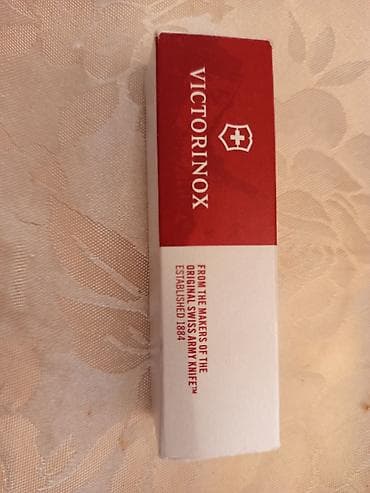 VICTORINOX
FROM THE MAKERS OF THE
ORIGINAL SWISS ARMY KNIFE™
ESTABLISHED 1884